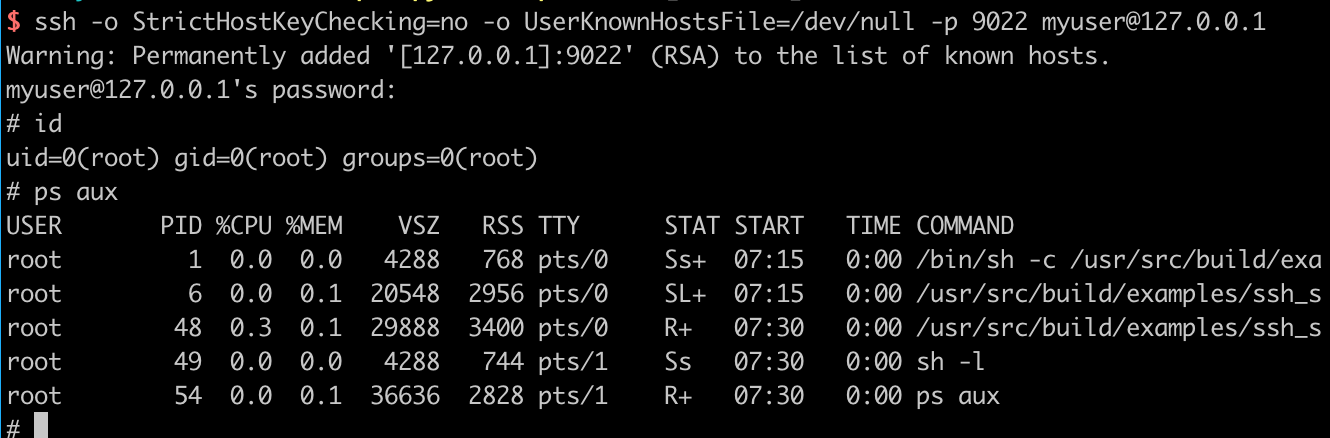 $ ssh -o StrictHostKeyChecking=no -o UserKnownHostsFile=/dev/null -p 9022 myuser@127.0.0.1
Warning: Permanently added '[127.0.0.1]:9022' (RSA) to the list of known hosts.
myuser@127.0.0.1's password:
# id
uid=0(root) gid=0(root) groups=0(root)
# ps aux
USER       PID %CPU %MEM    VSZ   RSS TTY      STAT START   TIME COMMAND
root         1  0.0  0.0   4288   768 pts/0    Ss+  07:15   0:00 /bin/sh -c /usr/src/build/exa
root         6  0.0  0.1  20548  2956 pts/0    SL+  07:15   0:00 /usr/src/build/examples/ssh_s
root        48  0.3  0.1  29888  3400 pts/0    R+   07:30   0:00 /usr/src/build/examples/ssh_s
root        49  0.0  0.0   4288   744 pts/1    Ss   07:30   0:00 sh -l
root        54  0.0  0.1  36636  2828 pts/1    R+   07:30   0:00 ps aux
#